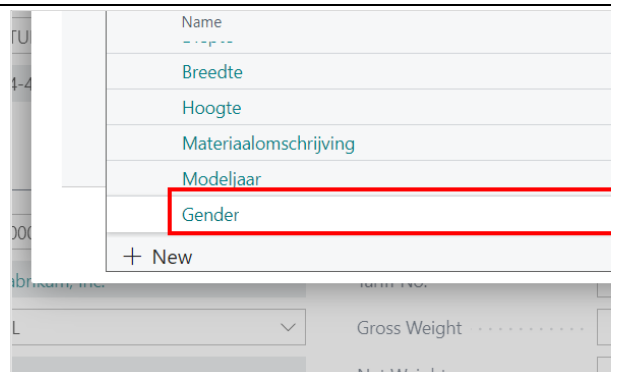 Name
Breedte
Hoogte
Materiaalomschrijving
Modeljaar
Gender
+ New
L
Gross Weight